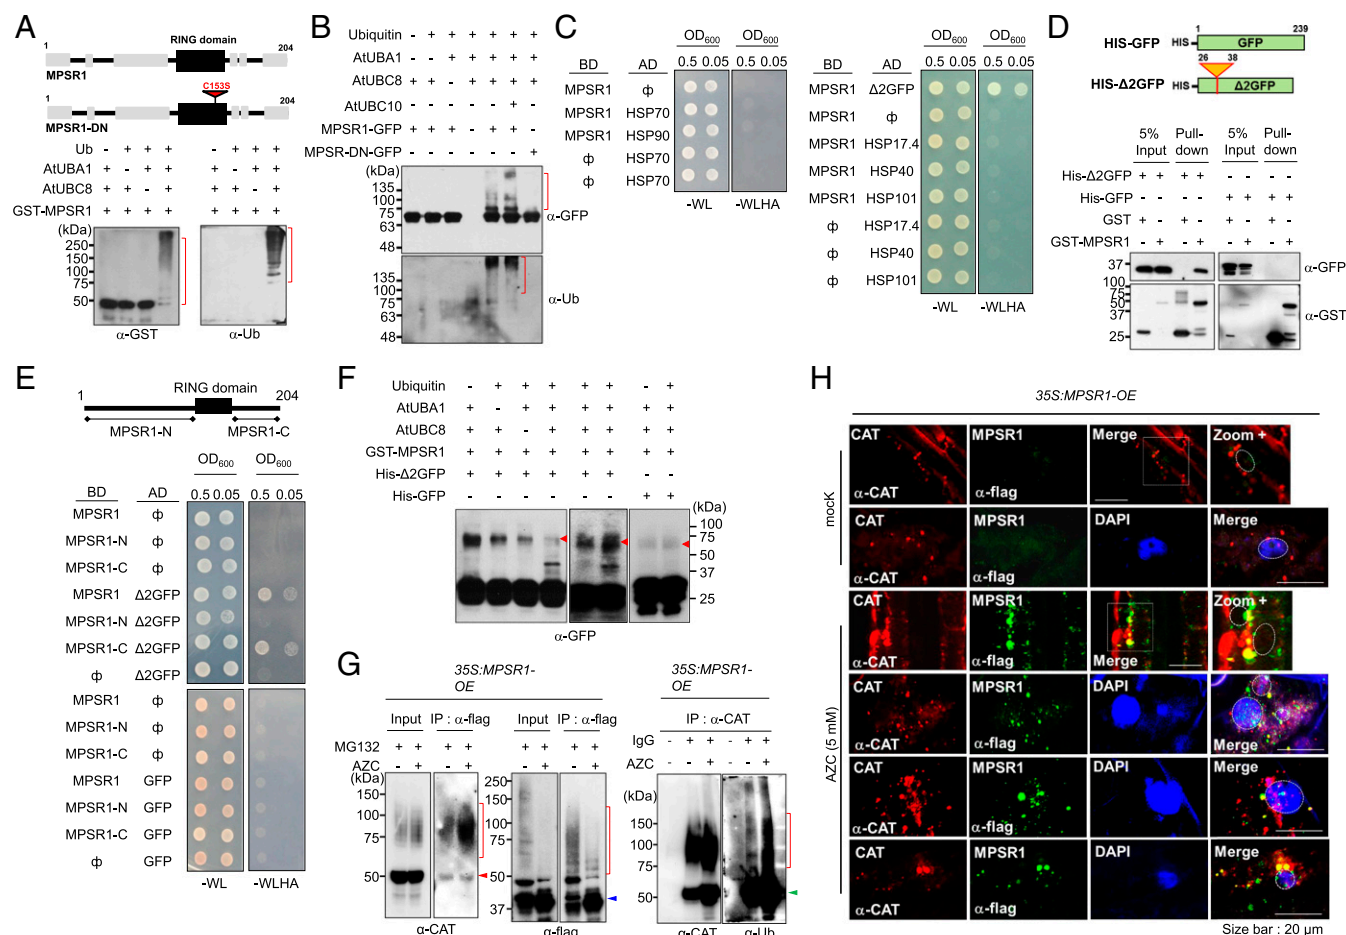 A
1 RING domain 204
MPSR1
1 C153S 204
MPSR1-DN
Ub - + + + - + + +
AtUBA1 + - + + + - + +
AtUBC8 + + - + + + - +
GST-MPSR1 + + + + + + + +
(kDa)
250
150
100
75
50
α-GST α-Ub
B
Ubiquitin
AtUBA1
AtUBC8
AtUBC10
MPSR1-GFP
MPSR-DN-GFP
(kDa)
135
100
75
63
48
α-GFP
135
100
75
63
48
α-Ub
C
OD600 OD600
BD AD 0.5 0.05 0.5 0.05
MPSR1 ф
MPSR1 HSP70
MPSR1 HSP90
ф HSP70
ф HSP70
-WL -WLHA
OD600 OD600
BD AD 0.5 0.05 0.5 0.05
MPSR1 Δ2GFP
MPSR1 ф
MPSR1 HSP17.4
MPSR1 HSP40
MPSR1 HSP101
ф HSP17.4
ф HSP40
ф HSP101
-WL -WLHA
D
1 239
HIS-GFP HIS GFP
26 38
HIS-Δ2GFP HIS Δ2GFP
5% Input Pull-down 5% Input Pull-down
His-Δ2GFP + + + +
His-GFP + + + +
GST + - + - + - + -
GST-MPSR1 - + - + - + - +
37
α-GFP
100
75
50
37
25
α-GST
E
RING domain
1 204
MPSR1-N MPSR1-C
OD600 OD600
BD AD 0.5 0.05 0.5 0.05
MPSR1 ф
MPSR1-N ф
MPSR1-C ф
MPSR1 Δ2GFP
MPSR1-N Δ2GFP
MPSR1-C Δ2GFP
ф Δ2GFP
MPSR1 ф
MPSR1-N ф
MPSR1-C ф
MPSR1 GFP
MPSR1-N GFP
MPSR1-C GFP
ф GFP
-WL -WLHA
F
Ubiquitin - + + + + + - +
AtUBA1 + - + + + + + +
AtUBC8 + + - + + + + +
GST-MPSR1 + + + + + + + +
His-Δ2GFP + + + + + +
His-GFP + +
(kDa)
100
75
50
37
25
α-GFP
G
35S:MPSR1-OE
Input IP : α-flag Input IP : α-flag
MG132 + + + + + + + +
AZC - + - + - + - +
(kDa)
100
75
50
α-CAT
250
150
100
75
50
37
α-flag
35S:MPSR1-OE
IP : α-CAT
IgG - + + - + +
AZC - - + - - +
(kDa)
150
100
75
50
α-CAT α-Ub
H
35S:MPSR1-OE
mocK
CAT MPSR1 Merge Zoom +
α-CAT α-flag
CAT MPSR1 DAPI Merge
α-CAT α-flag
AZC (5 mM)
CAT MPSR1 Zoom +
α-CAT α-flag Merge
CAT MPSR1 DAPI Merge
α-CAT α-flag
CAT MPSR1 DAPI Merge
α-CAT α-flag
CAT MPSR1 DAPI Merge
α-CAT α-flag
Size bar : 20 μm